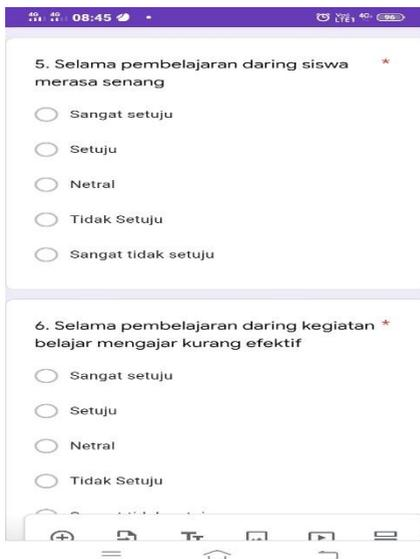 08:45
5. Selama pembelajaran daring siswa *
merasa senang
Sangat setuju
Setuju
Netral
Tidak Setuju
Sangat tidak setuju
6. Selama pembelajaran daring kegiatan *
belajar mengajar kurang efektif
Sangat setuju
Setuju
Netral
Tidak Setuju